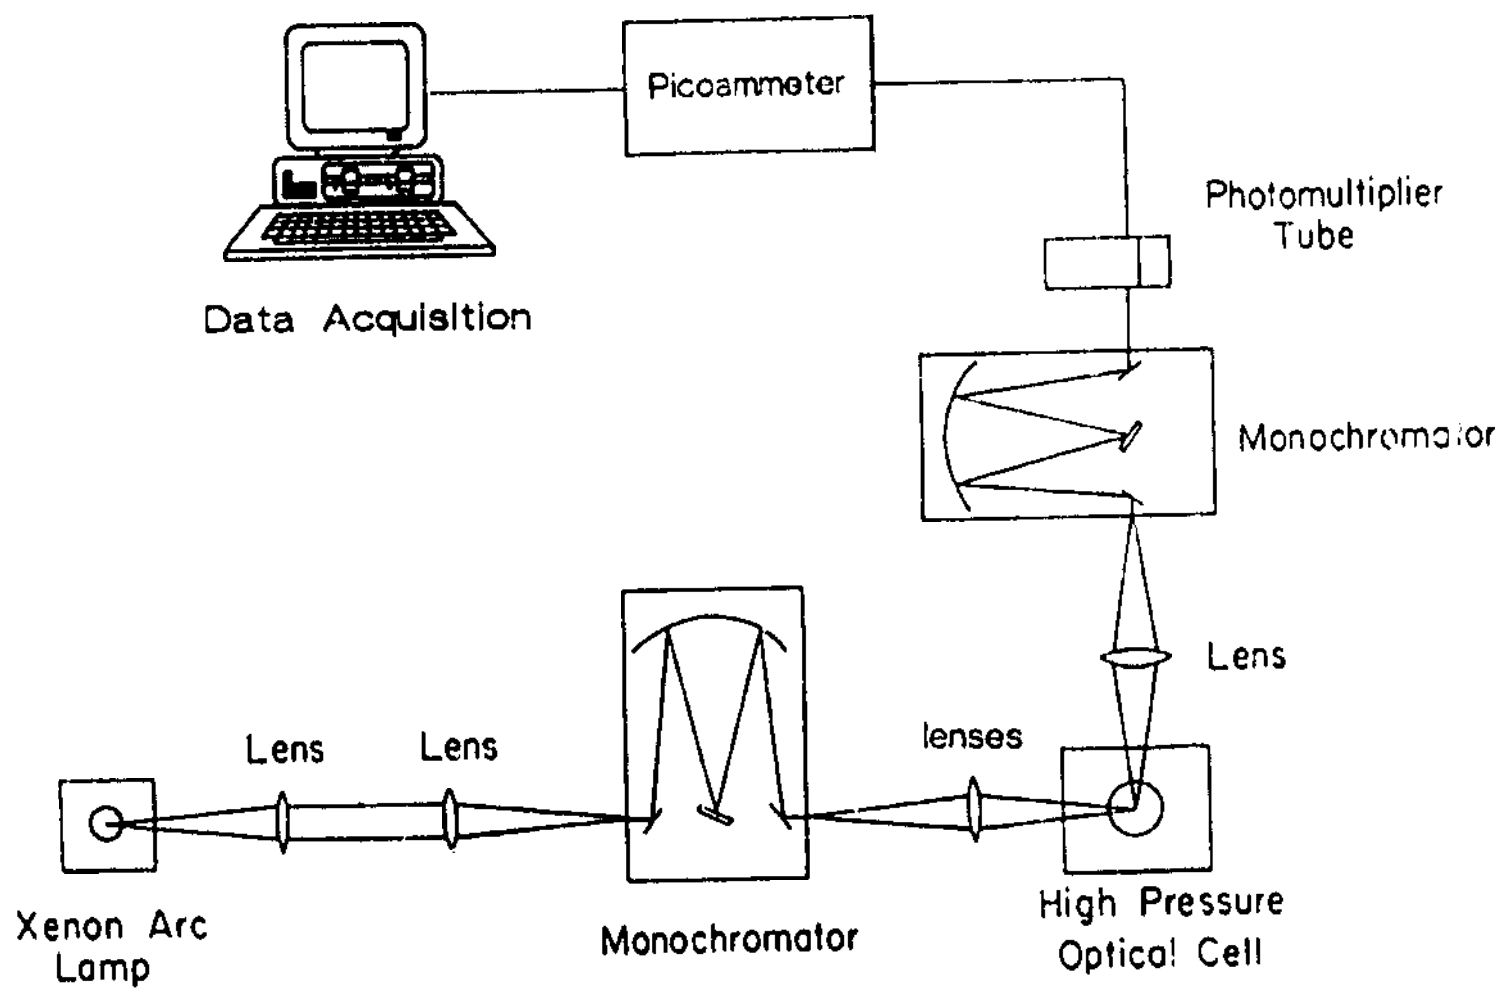 Picoammeter
Photomultiplier
Tube
Data Acquisition
Monochromator
Lens
lenses
Lens
Lens
Xenon Arc
Lamp
Monochromator
High Pressure
Optical Cell